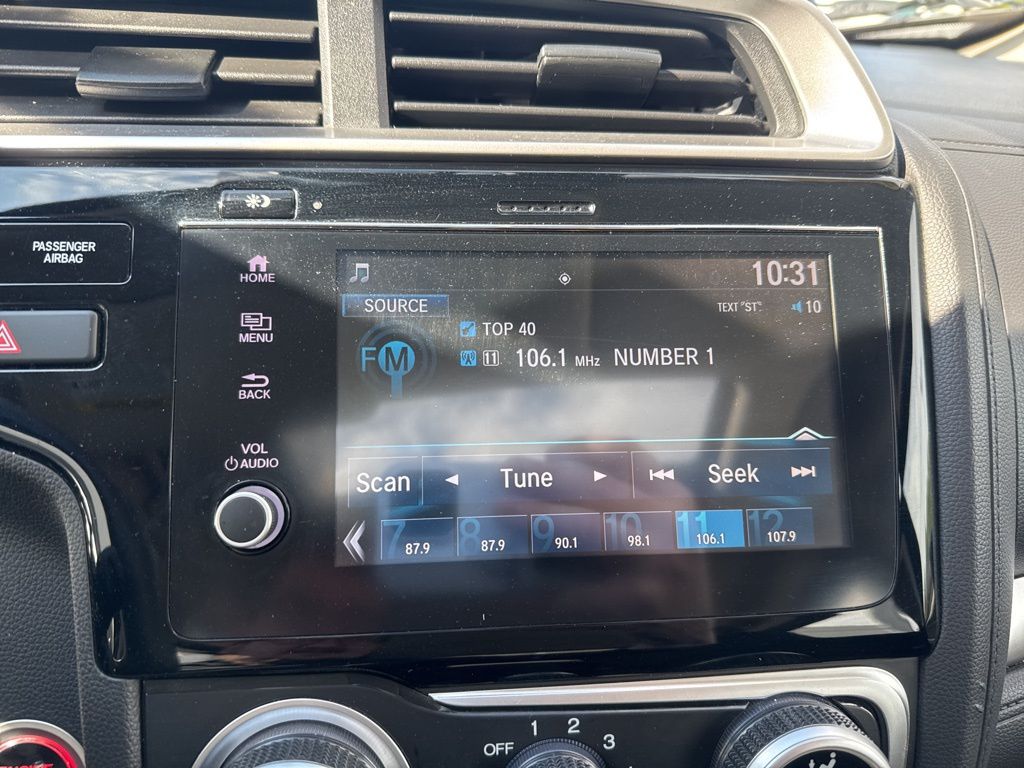 PASSENGER
AIRBAG
HOME
MENU
BACK
VOL
AUDIO
10:31
SOURCE
TEXT "ST"
10
FM
TOP 40
11 106.1 MHz NUMBER 1
Scan
Tune
Seek
7 87.9
8 87.9
9 90.1
10 98.1
11 106.1
12 107.9
OFF 1 2 3